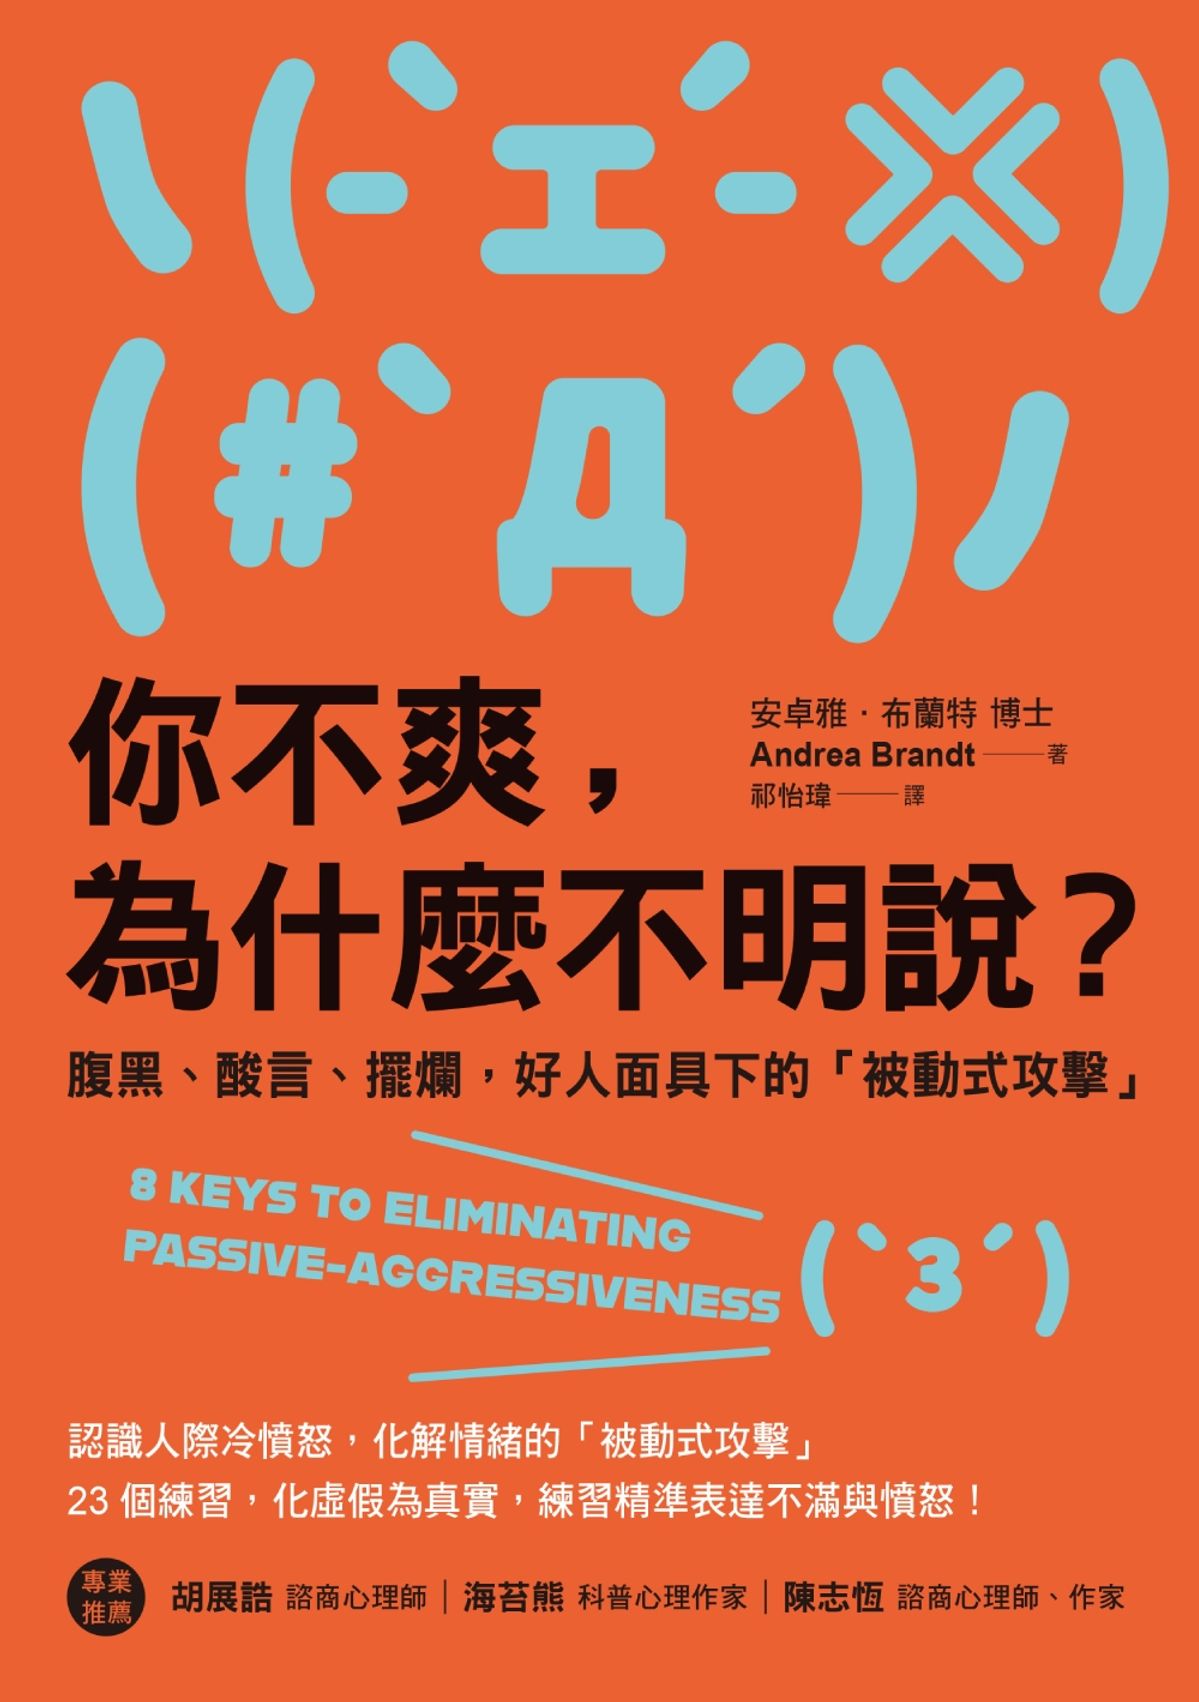 \(-`ェ´-※)
(#`Д´)ノ
你不爽，
為什麼不明說？
安卓雅·布蘭特 博士
Andrea Brandt——著
祁怡瑋——譯
腹黑、酸言、擺爛，好人面具下的「被動式攻擊」
8 KEYS TO ELIMINATING
PASSIVE-AGGRESSIVENESS
(`3´)
認識人際冷憤怒，化解情緒的「被動式攻擊」
23 個練習，化虛假為真實，練習精準表達不滿與憤怒！
專業
推薦
胡展誥 諮商心理師｜海苔熊 科普心理作家｜陳志恆 諮商心理師、作家